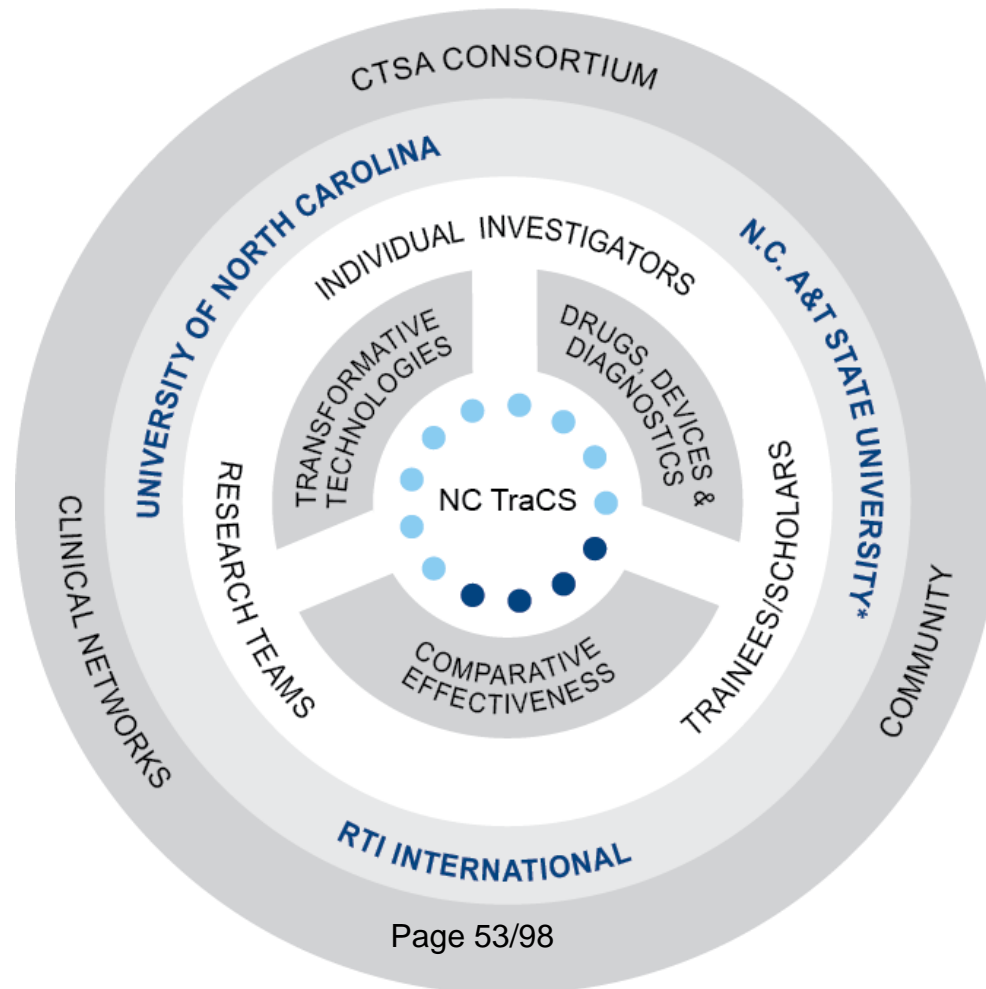 CTSA CONSORTIUM
UNIVERSITY OF NORTH CAROLINA
N.C. A&T STATE UNIVERSITY*
INDIVIDUAL INVESTIGATORS
TRANSFORMATIVE
TECHNOLOGIES
DRUGS, DEVICES &
DIAGNOSTICS
NC TraCS
RESEARCH TEAMS
TRAINEES/SCHOLARS
CLINICAL NETWORKS
COMMUNITY
COMPARATIVE
EFFECTIVENESS
RTI INTERNATIONAL
Page 53/98